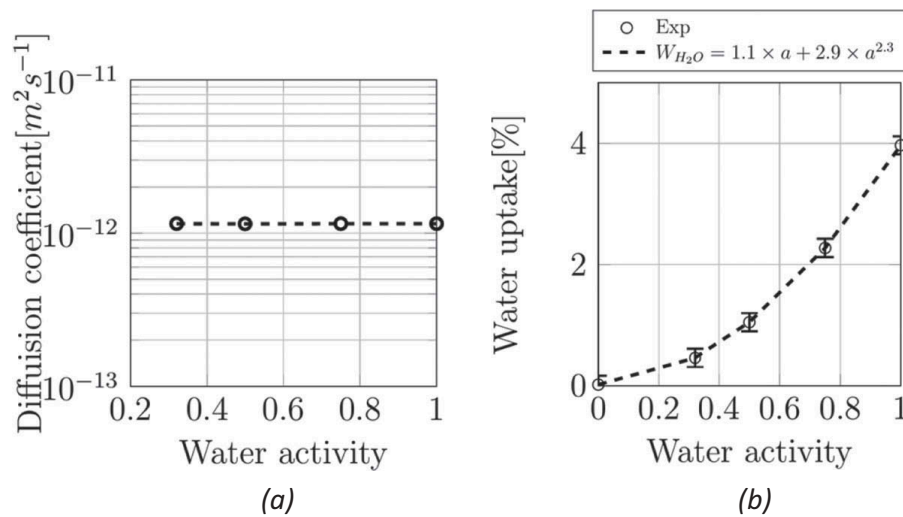 Diffuision coefficient[m²s⁻¹]
10⁻¹¹
10⁻¹²
10⁻¹³
0.2 0.4 0.6 0.8 1
Water activity
(a)
Exp
W_{H₂O} = 1.1 × a + 2.9 × a^{2.3}
Water uptake[%]
4
2
0
0 0.2 0.4 0.6 0.8 1
Water activity
(b)